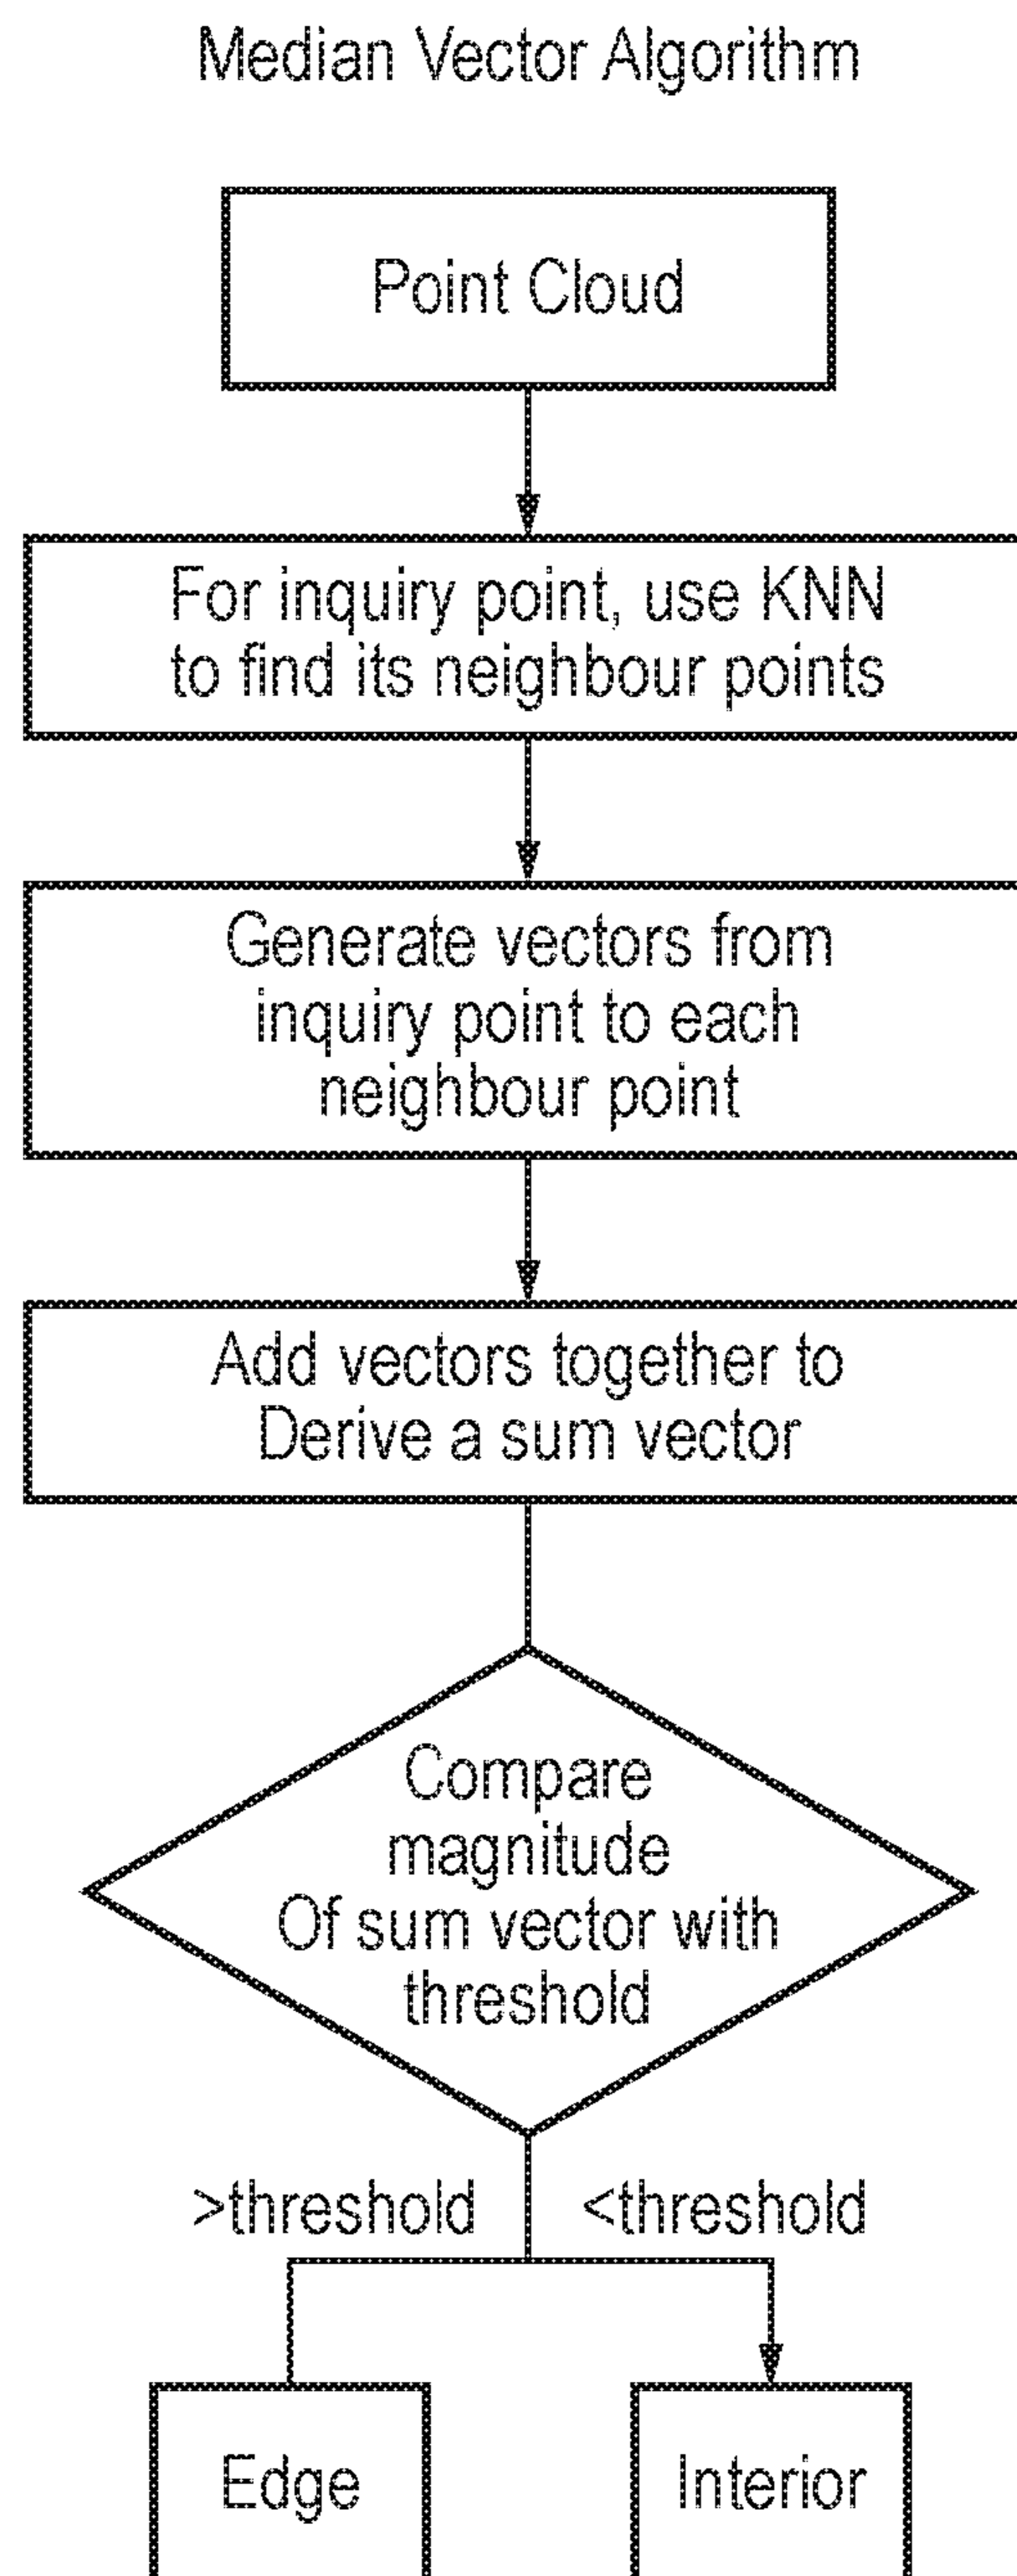 Median Vector Algorithm
Point Cloud
For inquiry point, use KNN
to find its neighbour points
Generate vectors from
inquiry point to each
neighbour point
Add vectors together to
Derive a sum vector
Compare
magnitude
Of sum vector with
threshold
>threshold <threshold
Edge Interior